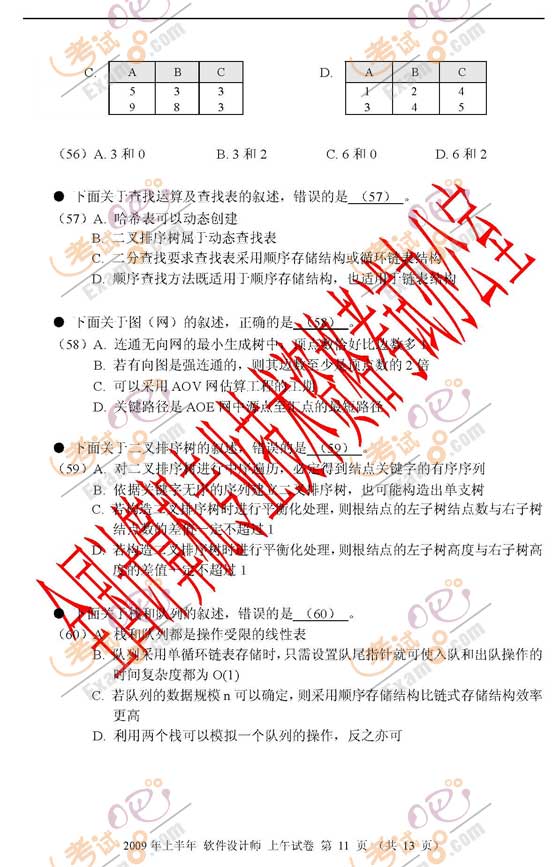 C.
A B C
5 3 3
9 8 3
D.
A B C
1 2 4
3 4 5
（56）A. 3 和 0 B. 3 和 2 C. 6 和 0 D. 6 和 2
● 下面关于查找运算及查找表的叙述，错误的是 （57） 。
（57）A. 哈希表可以动态创建
B. 二叉排序树属于动态查找表
C. 二分查找要求查找表采用顺序存储结构或循环链表结构
D. 顺序查找方法既适用于顺序存储结构，也适用于链表结构
● 下面关于图（网）的叙述，正确的是 （58） 。
（58）A. 连通无向网的最小生成树中，顶点数恰好比边数多 1
B. 若有向图是强连通的，则其边数至少是顶点数的 2 倍
C. 可以采用 AOV 网估算工程的工期
D. 关键路径是 AOE 网中源点至汇点的最短路径
● 下面关于二叉排序树的叙述，错误的是 （59） 。
（59）A. 对二叉排序树进行中序遍历，必定得到结点关键字的有序序列
B. 依据关键字无序的序列建立二叉排序树，也可能构造出单支树
C. 若构造二叉排序树时进行平衡化处理，则根结点的左子树结点数与右子树
结点数的差值一定不超过 1
D. 若构造二叉排序树时进行平衡化处理，则根结点的左子树高度与右子树高
度的差值一定不超过 1
● 下面关于栈和队列的叙述，错误的是 （60） 。
（60）A. 栈和队列都是操作受限的线性表
B. 队列采用单循环链表存储时，只需设置队尾指针就可使入队和出队操作的
时间复杂度都为 O(1)
C. 若队列的数据规模 n 可以确定，则采用顺序存储结构比链式存储结构效率
更高
D. 利用两个栈可以模拟一个队列的操作，反之亦可
2009 年上半年 软件设计师 上午试卷 第 11 页 （共 13 页）